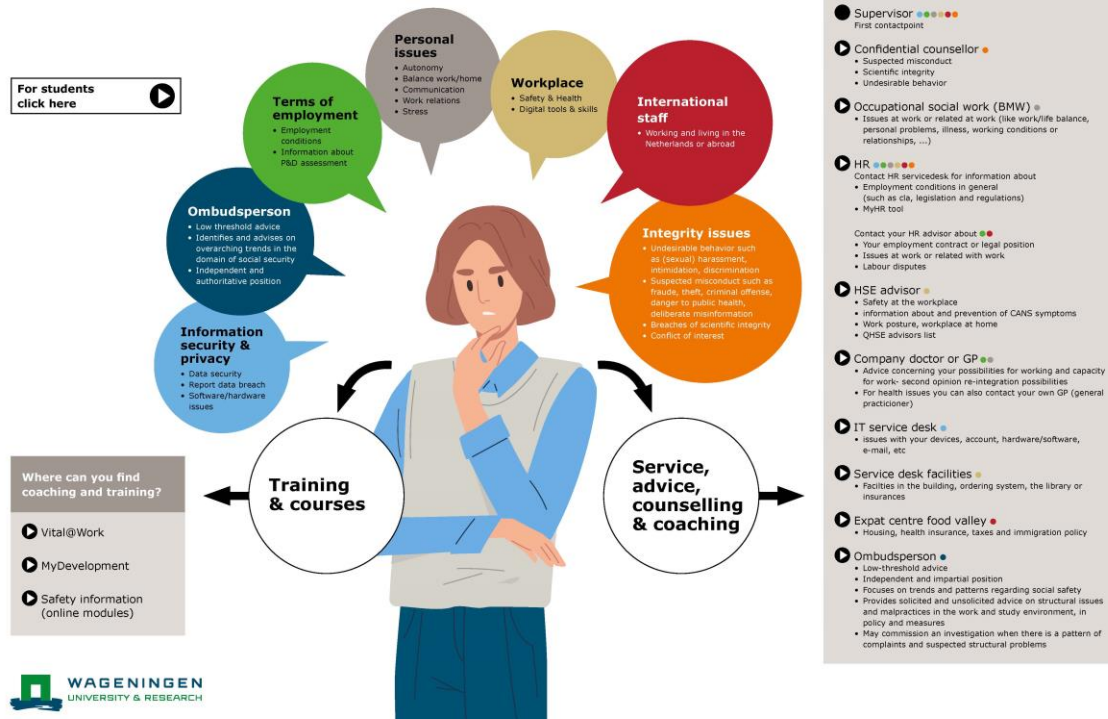 For students
click here
Personal
issues
• Autonomy
• Balance work/home
• Communication
• Work relations
• Stress
Workplace
• Safety & Health
• Digital tools & skills
Terms of
employment
• Employment
conditions
• Information about
P&D assessment
International
staff
• Working and living in the
Netherlands or abroad
Ombudsperson
• Low threshold advice
• Identifies and advises on
overarching trends in the
domain of social security
• Independent and
authoritative position
Integrity issues
• Undesirable behavior such
as (sexual) harassment,
intimidation, discrimination
• Suspected misconduct such as
fraude, theft, criminal offense,
danger to public health,
deliberate misinformation
• Breaches of scientific integrity
• Conflict of interest
Information
security &
privacy
• Data security
• Report data breach
• Software/hardware
issues
Training
& courses
Service,
advice,
counselling
& coaching
Where can you find
coaching and training?
Vital@Work
MyDevelopment
Safety information
(online modules)
WAGENINGEN
UNIVERSITY & RESEARCH
Supervisor
First contactpoint
Confidential counsellor
• Suspected misconduct
• Scientific integrity
• Undesirable behavior
Occupational social work (BMW)
• Issues at work or related at work (like work/life balance,
personal problems, illness, working conditions or
relationships, ...)
HR
Contact HR servicedesk for information about
• Employment conditions in general
(such as cla, legislation and regulations)
• MyHR tool
Contact your HR advisor about
• Your employment contract or legal position
• Issues at work or related with work
• Labour disputes
HSE advisor
• Safety at the workplace
• information about and prevention of CANS symptoms
• Work posture, workplace at home
• QHSE advisors list
Company doctor or GP
• Advice concerning your possibilities for working and capacity
for work- second opinion re-integration possibilities
• For health issues you can also contact your own GP (general
practicioner)
IT service desk
• issues with your devices, account, hardware/software,
e-mail, etc
Service desk facilities
• Facilties in the building, ordering system, the library or
insurances
Expat centre food valley
• Housing, health insurance, taxes and immigration policy
Ombudsperson
• Low-threshold advice
• Independent and impartial position
• Focuses on trends and patterns regarding social safety
• Provides solicited and unsolicited advice on structural issues
and malpractices in the work and study environment, in
policy and measures
• May commission an investigation when there is a pattern of
complaints and suspected structural problems